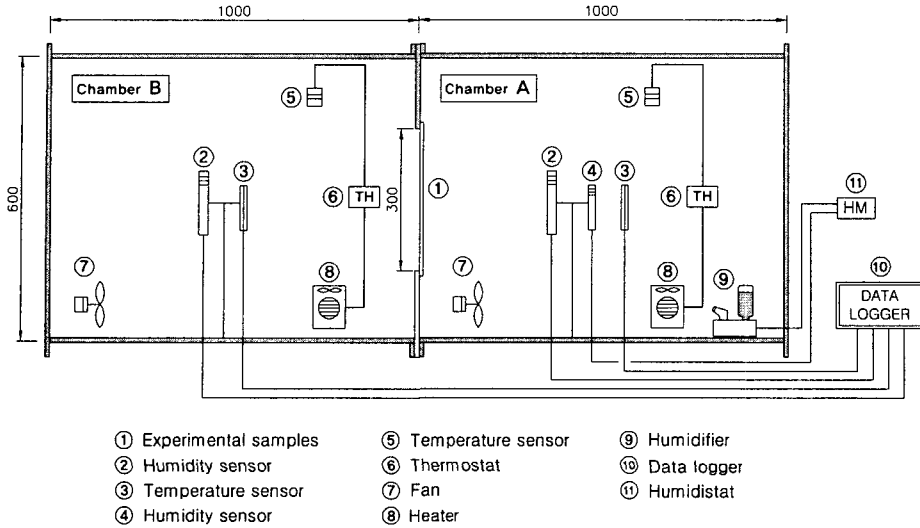 1000 1000
Chamber B Chamber A
5 5
2 3 2 4 3
6 TH 300 1 6 TH 11
HM
600
7 8 7 8 9 10
DATA
LOGGER
1 Experimental samples
2 Humidity sensor
3 Temperature sensor
4 Humidity sensor
5 Temperature sensor
6 Thermostat
7 Fan
8 Heater
9 Humidifier
10 Data logger
11 Humidistat